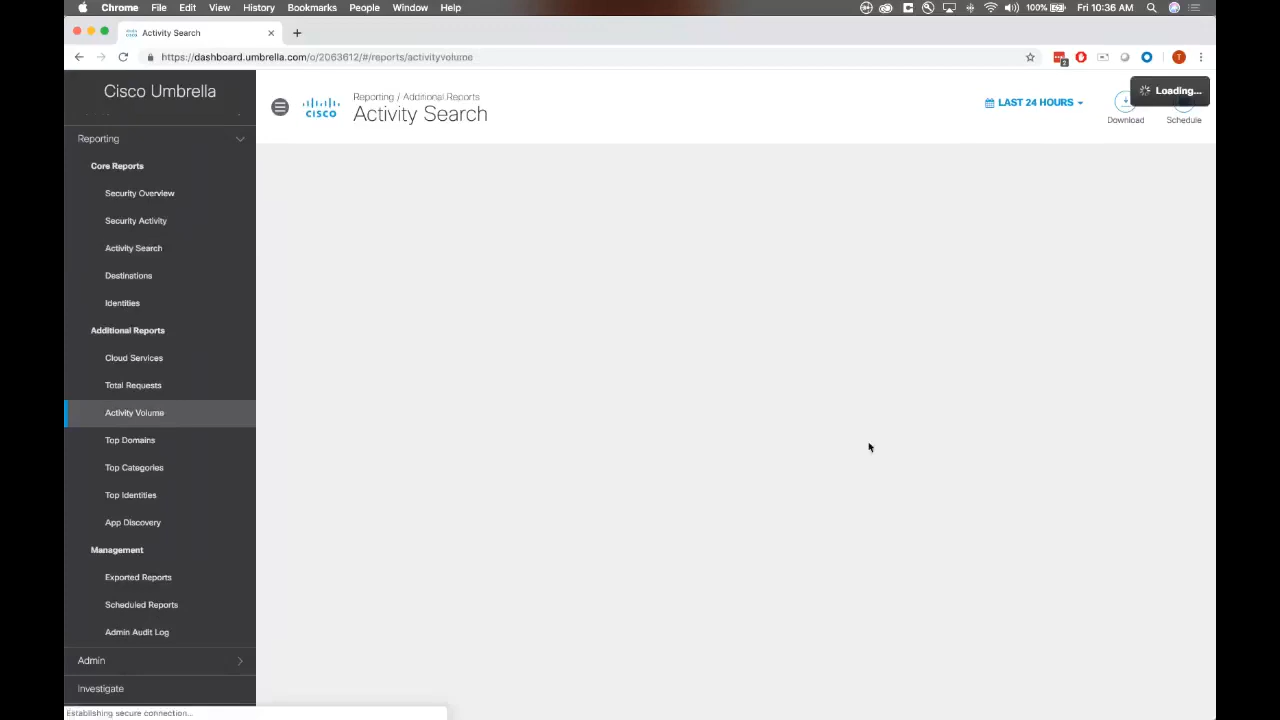 Chrome File Edit View History Bookmarks People Window Help 100% Fri 10:36 AM
Activity Search
https://dashboard.umbrella.com/o/2063612/#/reports/activityvolume
2
T
Cisco Umbrella
Reporting
Core Reports
Security Overview
Security Activity
Activity Search
Destinations
Identities
Additional Reports
Cloud Services
Total Requests
Activity Volume
Top Domains
Top Categories
Top Identities
App Discovery
Management
Exported Reports
Scheduled Reports
Admin Audit Log
Admin
Investigate
Establishing secure connection...
CISCO
Reporting / Additional Reports
Activity Search
LAST 24 HOURS
Loading...
Download
Schedule